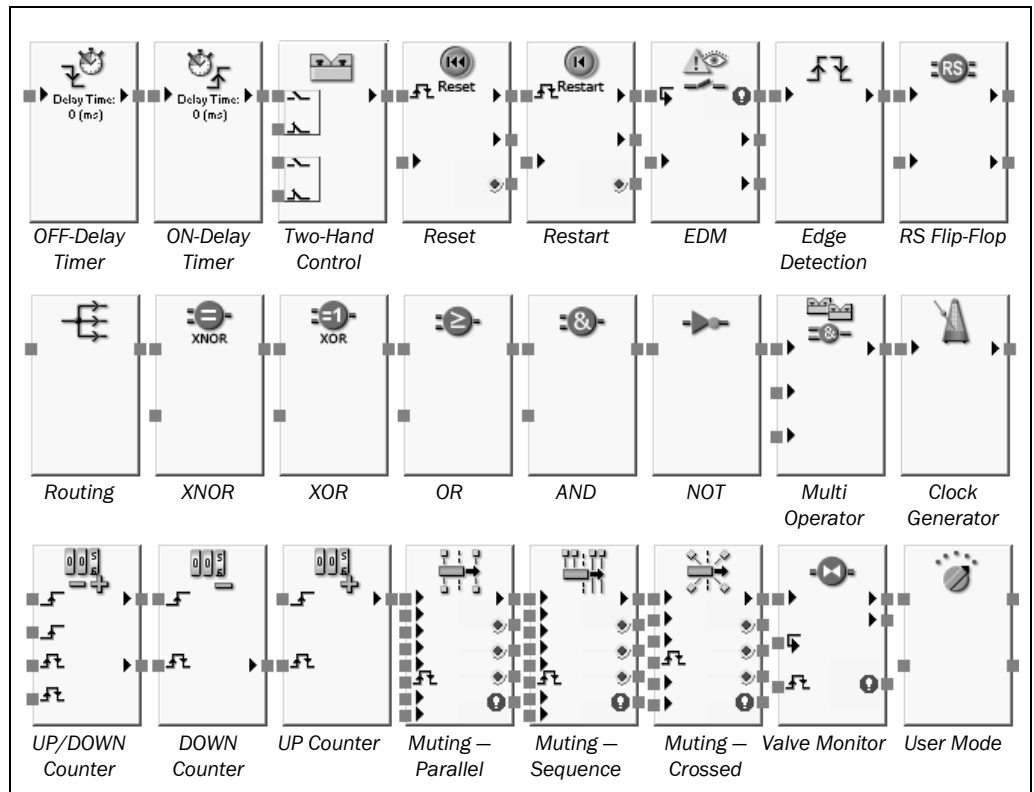 Delay Time:
0 (ms)
Delay Time:
0 (ms)
Reset
Restart
RS
OFF-Delay
Timer
ON-Delay
Timer
Two-Hand
Control
Reset
Restart
EDM
Edge
Detection
RS Flip-Flop
=
XNOR
=1
XOR
≥
&
&
Routing
XNOR
XOR
OR
AND
NOT
Multi
Operator
Clock
Generator
UP/DOWN
Counter
DOWN
Counter
UP Counter
Muting —
Parallel
Muting —
Sequence
Muting —
Crossed
Valve Monitor
User Mode